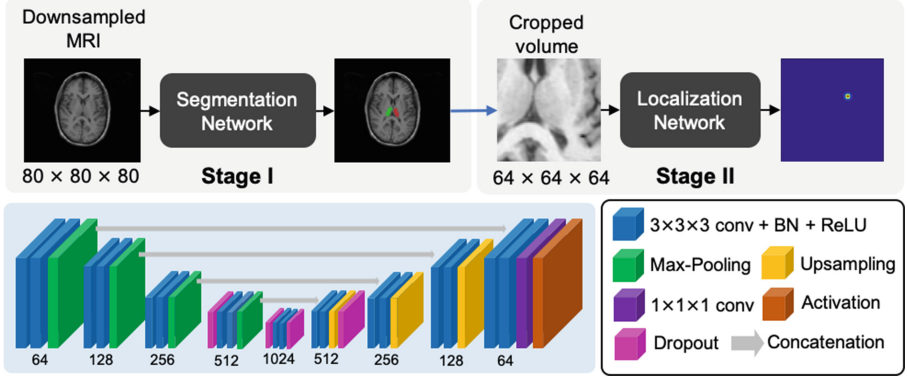 Downsampled
MRI
Segmentation
Network
80 × 80 × 80
Stage I
Cropped
volume
Localization
Network
64 × 64 × 64
Stage II
64
128
256
512
1024
512
256
128
64
3×3×3 conv + BN + ReLU
Max-Pooling
Upsampling
1×1×1 conv
Activation
Dropout
Concatenation